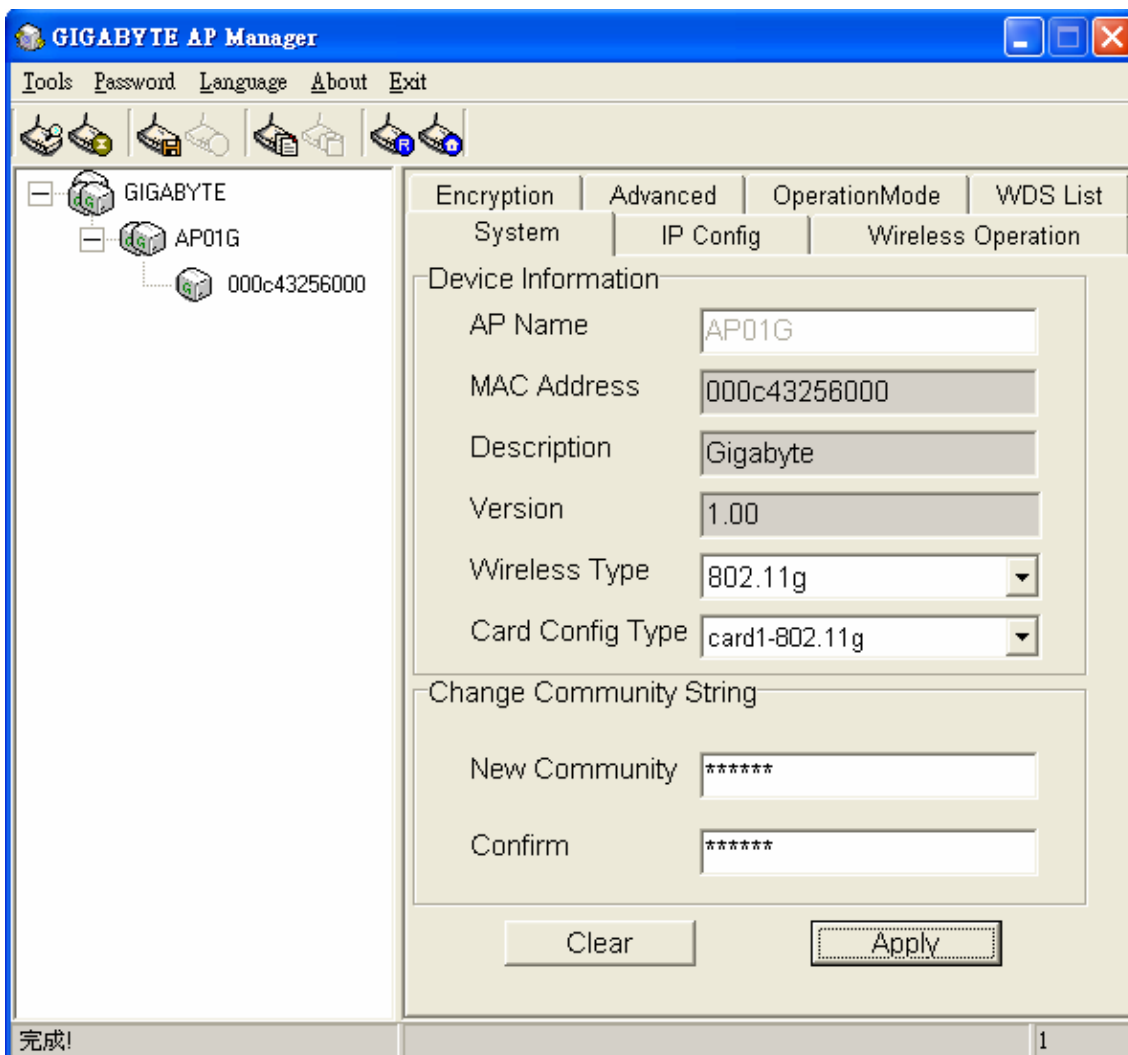 GIGABYTE AP Manager
Tools Password Language About Exit
GIGABYTE
AP01G
000c43256000
Encryption Advanced OperationMode WDS List
System IP Config Wireless Operation
Device Information
AP Name AP01G
MAC Address 000c43256000
Description Gigabyte
Version 1.00
Wireless Type 802.11g
Card Config Type card1-802.11g
Change Community String
New Community ******
Confirm ******
Clear Apply
完成! 1